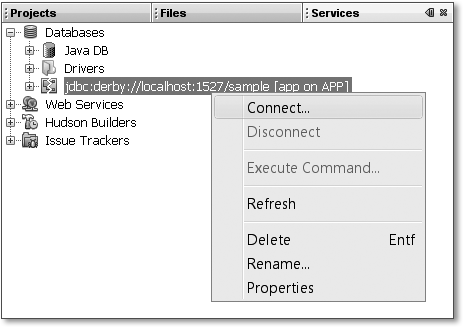 Projects Files Services
Databases
Java DB
Drivers
jdbc:derby://localhost:1527/sample [app on APP]
Web Services
Hudson Builders
Issue Trackers
Connect...
Disconnect
Execute Command...
Refresh
Delete Entf
Rename...
Properties